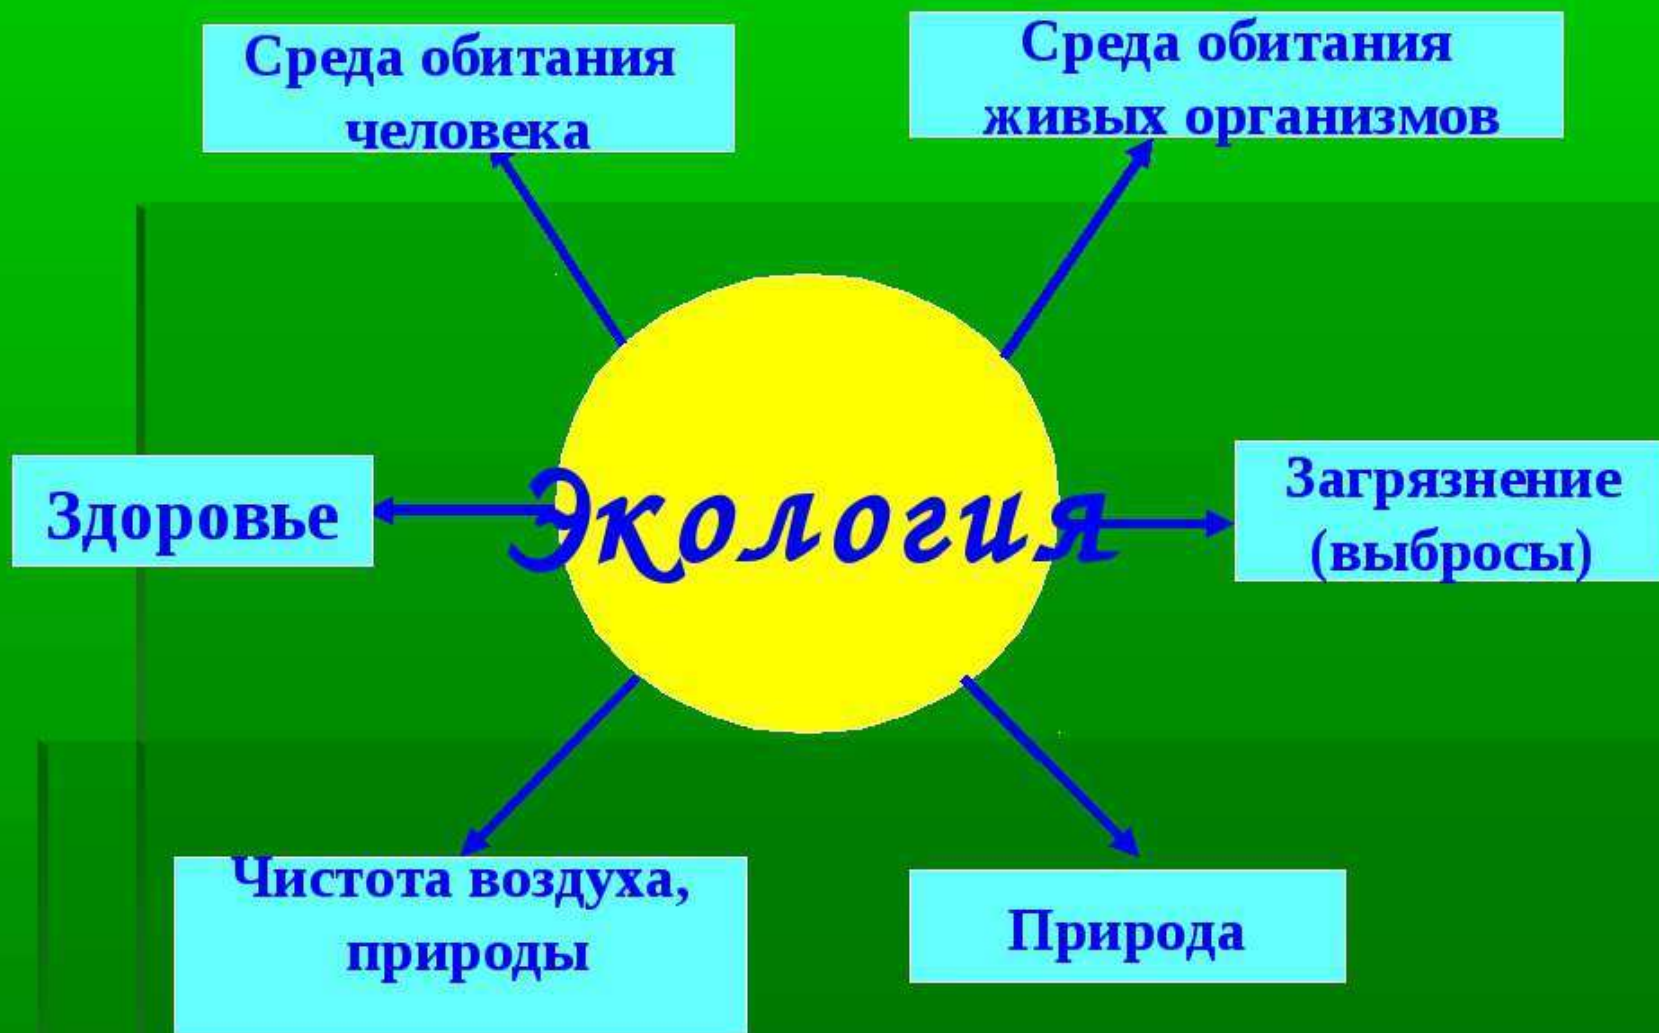 Среда обитания
человека
Среда обитания
живых организмов
Здоровье
Экология
Загрязнение
(выбросы)
Чистота воздуха,
природы
Природа